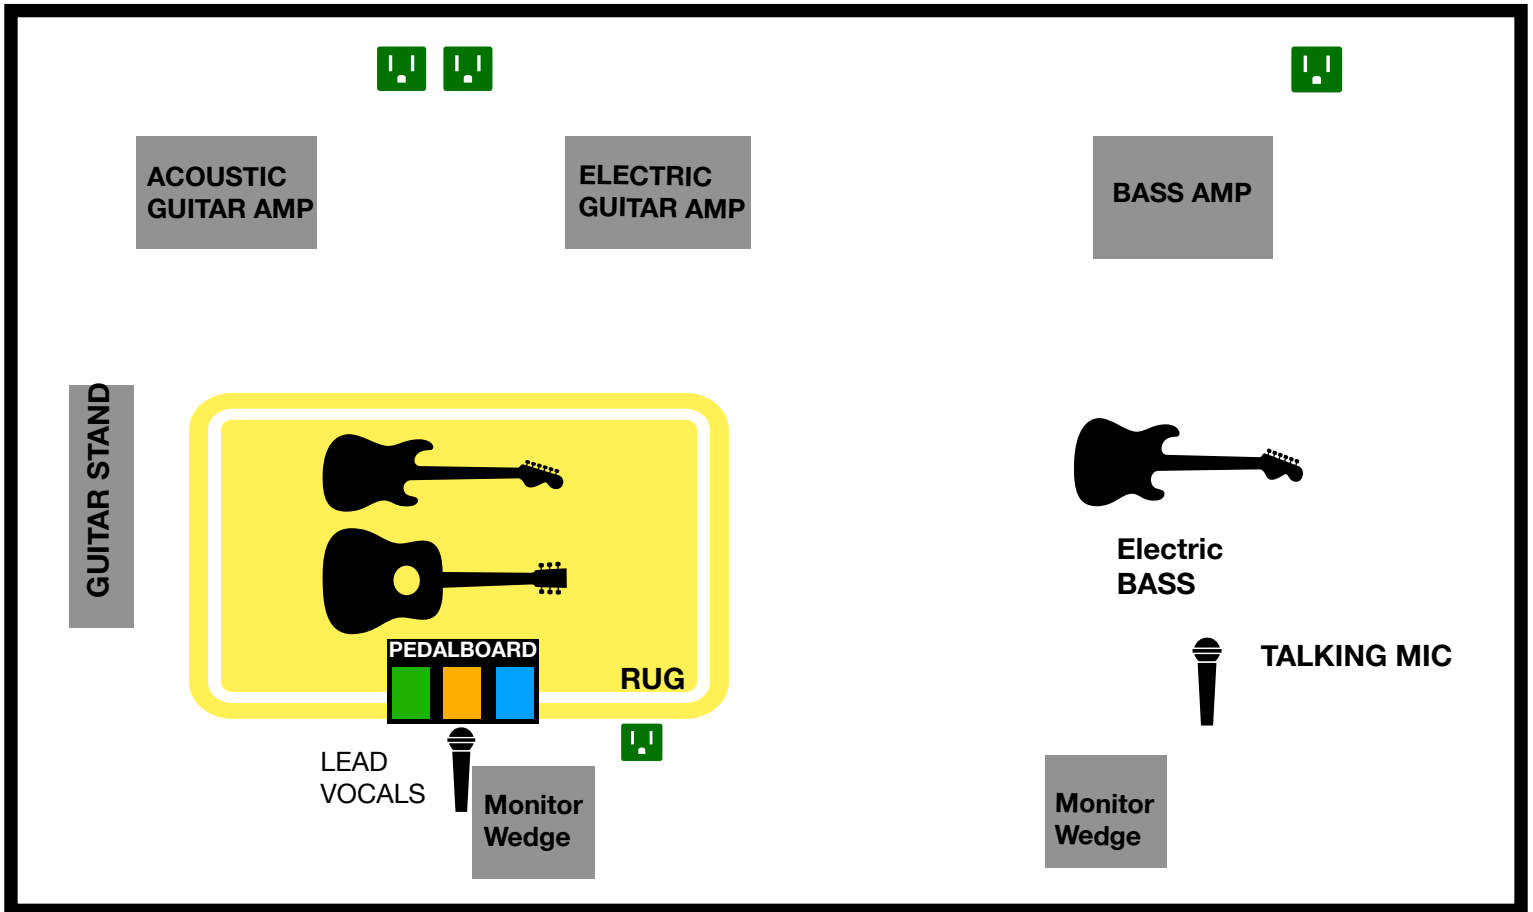 ACOUSTIC
GUITAR AMP
ELECTRIC
GUITAR AMP
BASS AMP
GUITAR STAND
Electric
BASS
PEDALBOARD
RUG
TALKING MIC
LEAD
VOCALS
Monitor
Wedge
Monitor
Wedge